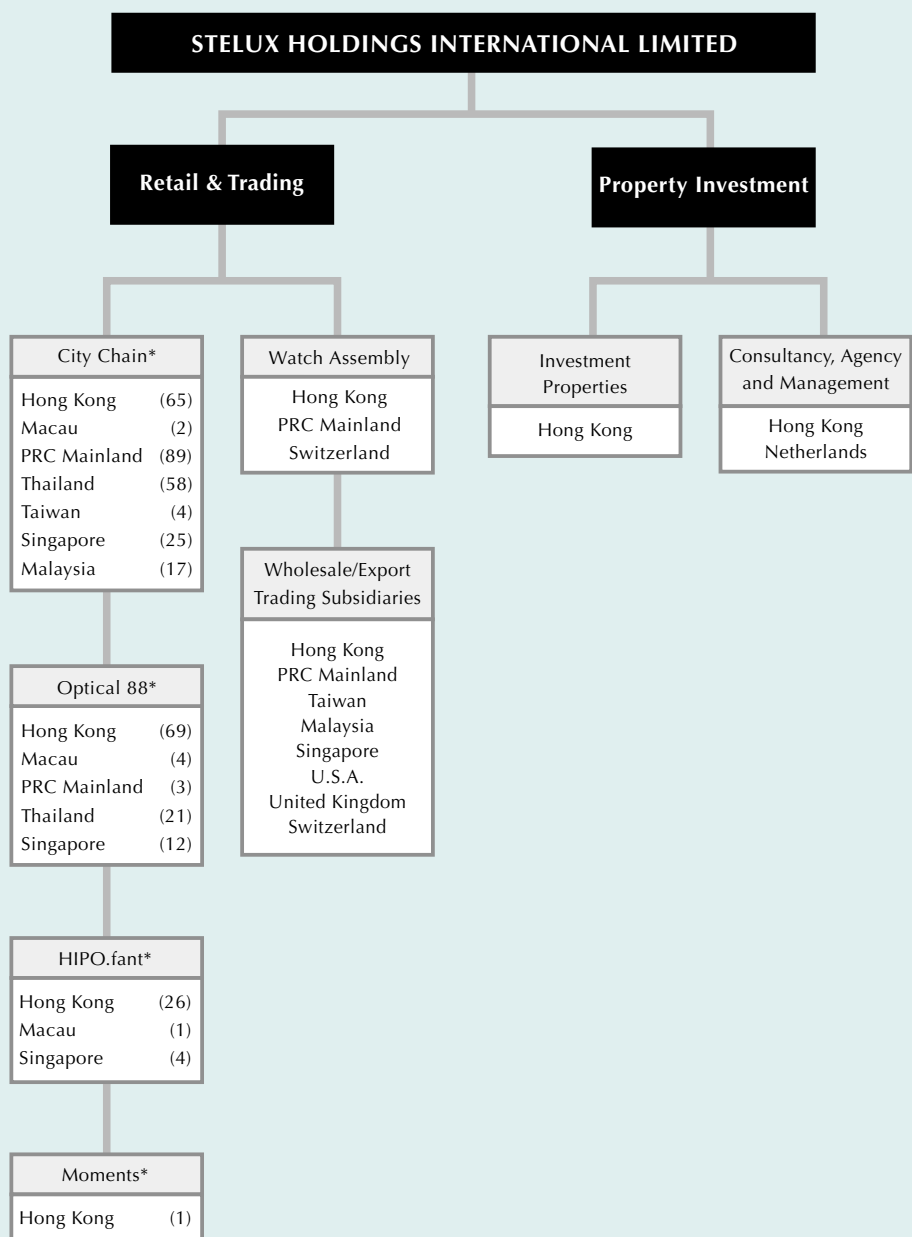 STELUX HOLDINGS INTERNATIONAL LIMITED
Retail & Trading
Property Investment
City Chain*
Hong Kong (65)
Macau (2)
PRC Mainland (89)
Thailand (58)
Taiwan (4)
Singapore (25)
Malaysia (17)
Optical 88*
Hong Kong (69)
Macau (4)
PRC Mainland (3)
Thailand (21)
Singapore (12)
HIPO.fant*
Hong Kong (26)
Macau (1)
Singapore (4)
Moments*
Hong Kong (1)
Watch Assembly
Hong Kong
PRC Mainland
Switzerland
Wholesale/Export
Trading Subsidiaries
Hong Kong
PRC Mainland
Taiwan
Malaysia
Singapore
U.S.A.
United Kingdom
Switzerland
Investment
Properties
Hong Kong
Consultancy, Agency
and Management
Hong Kong
Netherlands